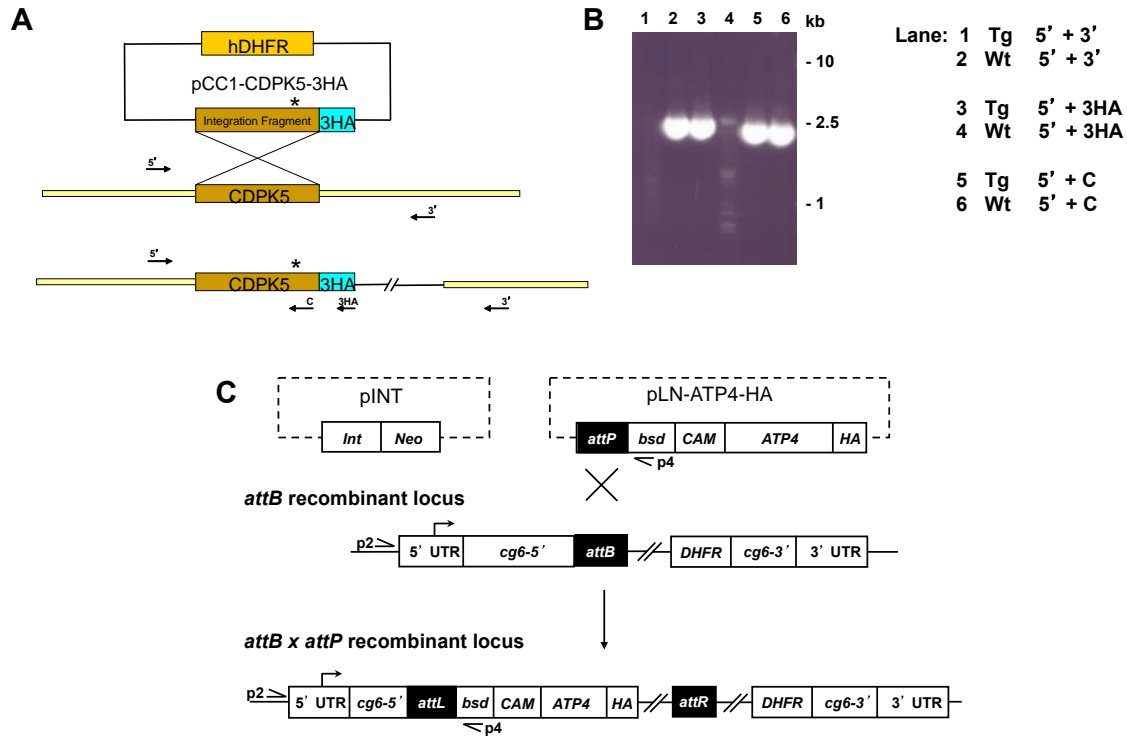 A
hDHFR
pCC1-CDPK5-3HA
*
Integration Fragment 3HA
5′
CDPK5
3′
5′
*
CDPK5 3HA
C 3HA 3′
B
1 2 3 4 5 6 kb
- 10
- 2.5
- 1
Lane: 1 Tg 5′ + 3′
2 Wt 5′ + 3′
3 Tg 5′ + 3HA
4 Wt 5′ + 3HA
5 Tg 5′ + C
6 Wt 5′ + C
C
pINT
Int Neo
pLN-ATP4-HA
attP bsd CAM ATP4 HA
p4
attB recombinant locus
p2
5′ UTR cg6-5′ attB DHFR cg6-3′ 3′ UTR
attB x attP recombinant locus
p2
5′ UTR cg6-5′ attL bsd CAM ATP4 HA attR DHFR cg6-3′ 3′ UTR
p4